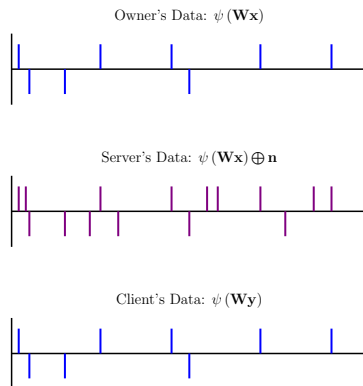 Owner's Data: ψ (Wx)
Server's Data: ψ (Wx) ⊕ n
Client's Data: ψ (Wy)